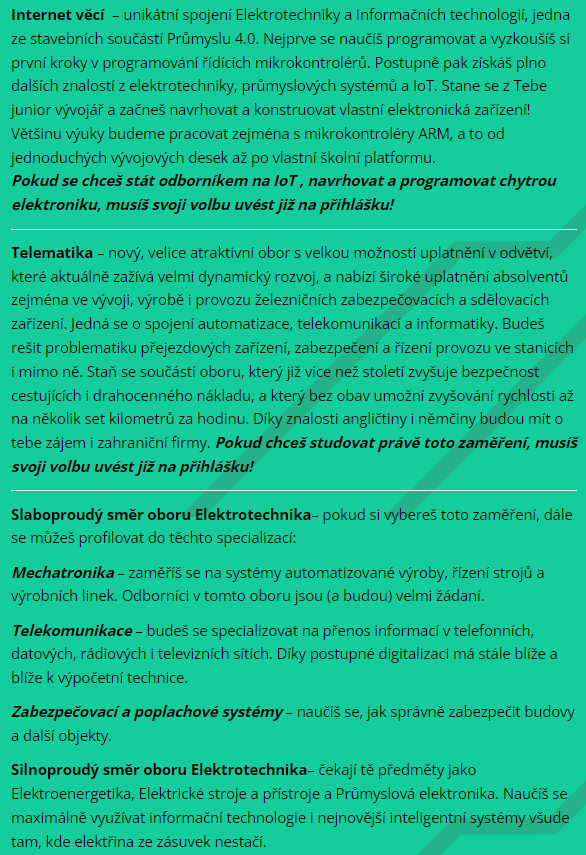 Internet věcí – unikátní spojení Elektrotechniky a Informačních technologií, jedna
ze stavebních součástí Průmyslu 4.0. Nejprve se naučíš programovat a vyzkoušíš si
první kroky v programování řídících mikrokontrolérů. Postupně pak získáš plno
dalších znalostí z elektrotechniky, průmyslových systémů a IoT. Stane se z Tebe
junior vývojář a začneš navrhovat a konstruovat vlastní elektronická zařízení!
Většinu výuky budeme pracovat zejména s mikrokontroléry ARM, a to od
jednoduchých vývojových desek až po vlastní školní platformu.
Pokud se chceš stát odborníkem na IoT , navrhovat a programovat chytrou
elektroniku, musíš svoji volbu uvést již na přihlášku!
Telematika – nový, velice atraktivní obor s velkou možností uplatnění v odvětví,
které aktuálně zažívá velmi dynamický rozvoj, a nabízí široké uplatnění absolventů
zejména ve vývoji, výrobě i provozu železničních zabezpečovacích a sdělovacích
zařízení. Jedná se o spojení automatizace, telekomunikací a informatiky. Budeš
rešit problematiku přejezdových zařízení, zabezpečení a řízení provozu ve stanicích
i mimo ně. Staň se součástí oboru, který již více než století zvyšuje bezpečnost
cestujících i drahocenného nákladu, a který bez obav umožní zvyšování rychlosti až
na několik set kilometrů za hodinu. Díky znalosti angličtiny i němčiny budou mít o
tebe zájem i zahraniční firmy. Pokud chceš studovat právě toto zaměření, musíš
svoji volbu uvést již na přihlášku!
Slaboproudý směr oboru Elektrotechnika– pokud si vybereš toto zaměření, dále
se můžeš profilovat do těchto specializací:
Mechatronika – zaměříš se na systémy automatizované výroby, řízení strojů a
výrobních linek. Odborníci v tomto oboru jsou (a budou) velmi žádaní.
Telekomunikace – budeš se specializovat na přenos informací v telefonních,
datových, rádiových i televizních sítích. Díky postupné digitalizaci má stále blíže a
blíže k výpočetní technice.
Zabezpečovací a poplachové systémy – naučíš se, jak správně zabezpečit budovy
a další objekty.
Silnoproudý směr oboru Elektrotechnika– čekají tě předměty jako
Elektroenergetika, Elektrické stroje a přístroje a Průmyslová elektronika. Naučíš se
maximálně využívat informační technologie i nejnovější inteligentní systémy všude
tam, kde elektřina ze zásuvek nestačí.